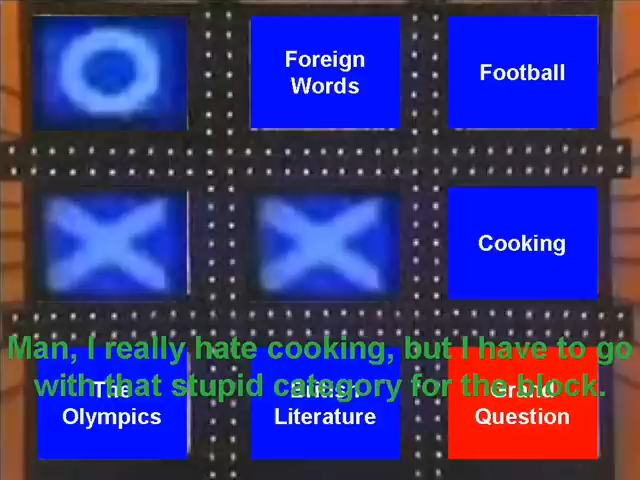 Foreign
Words
Football
Cooking
Man, I really hate cooking, but I have to go
with that stupid category for the block.
The
Olympics
Literature
Grand
Question